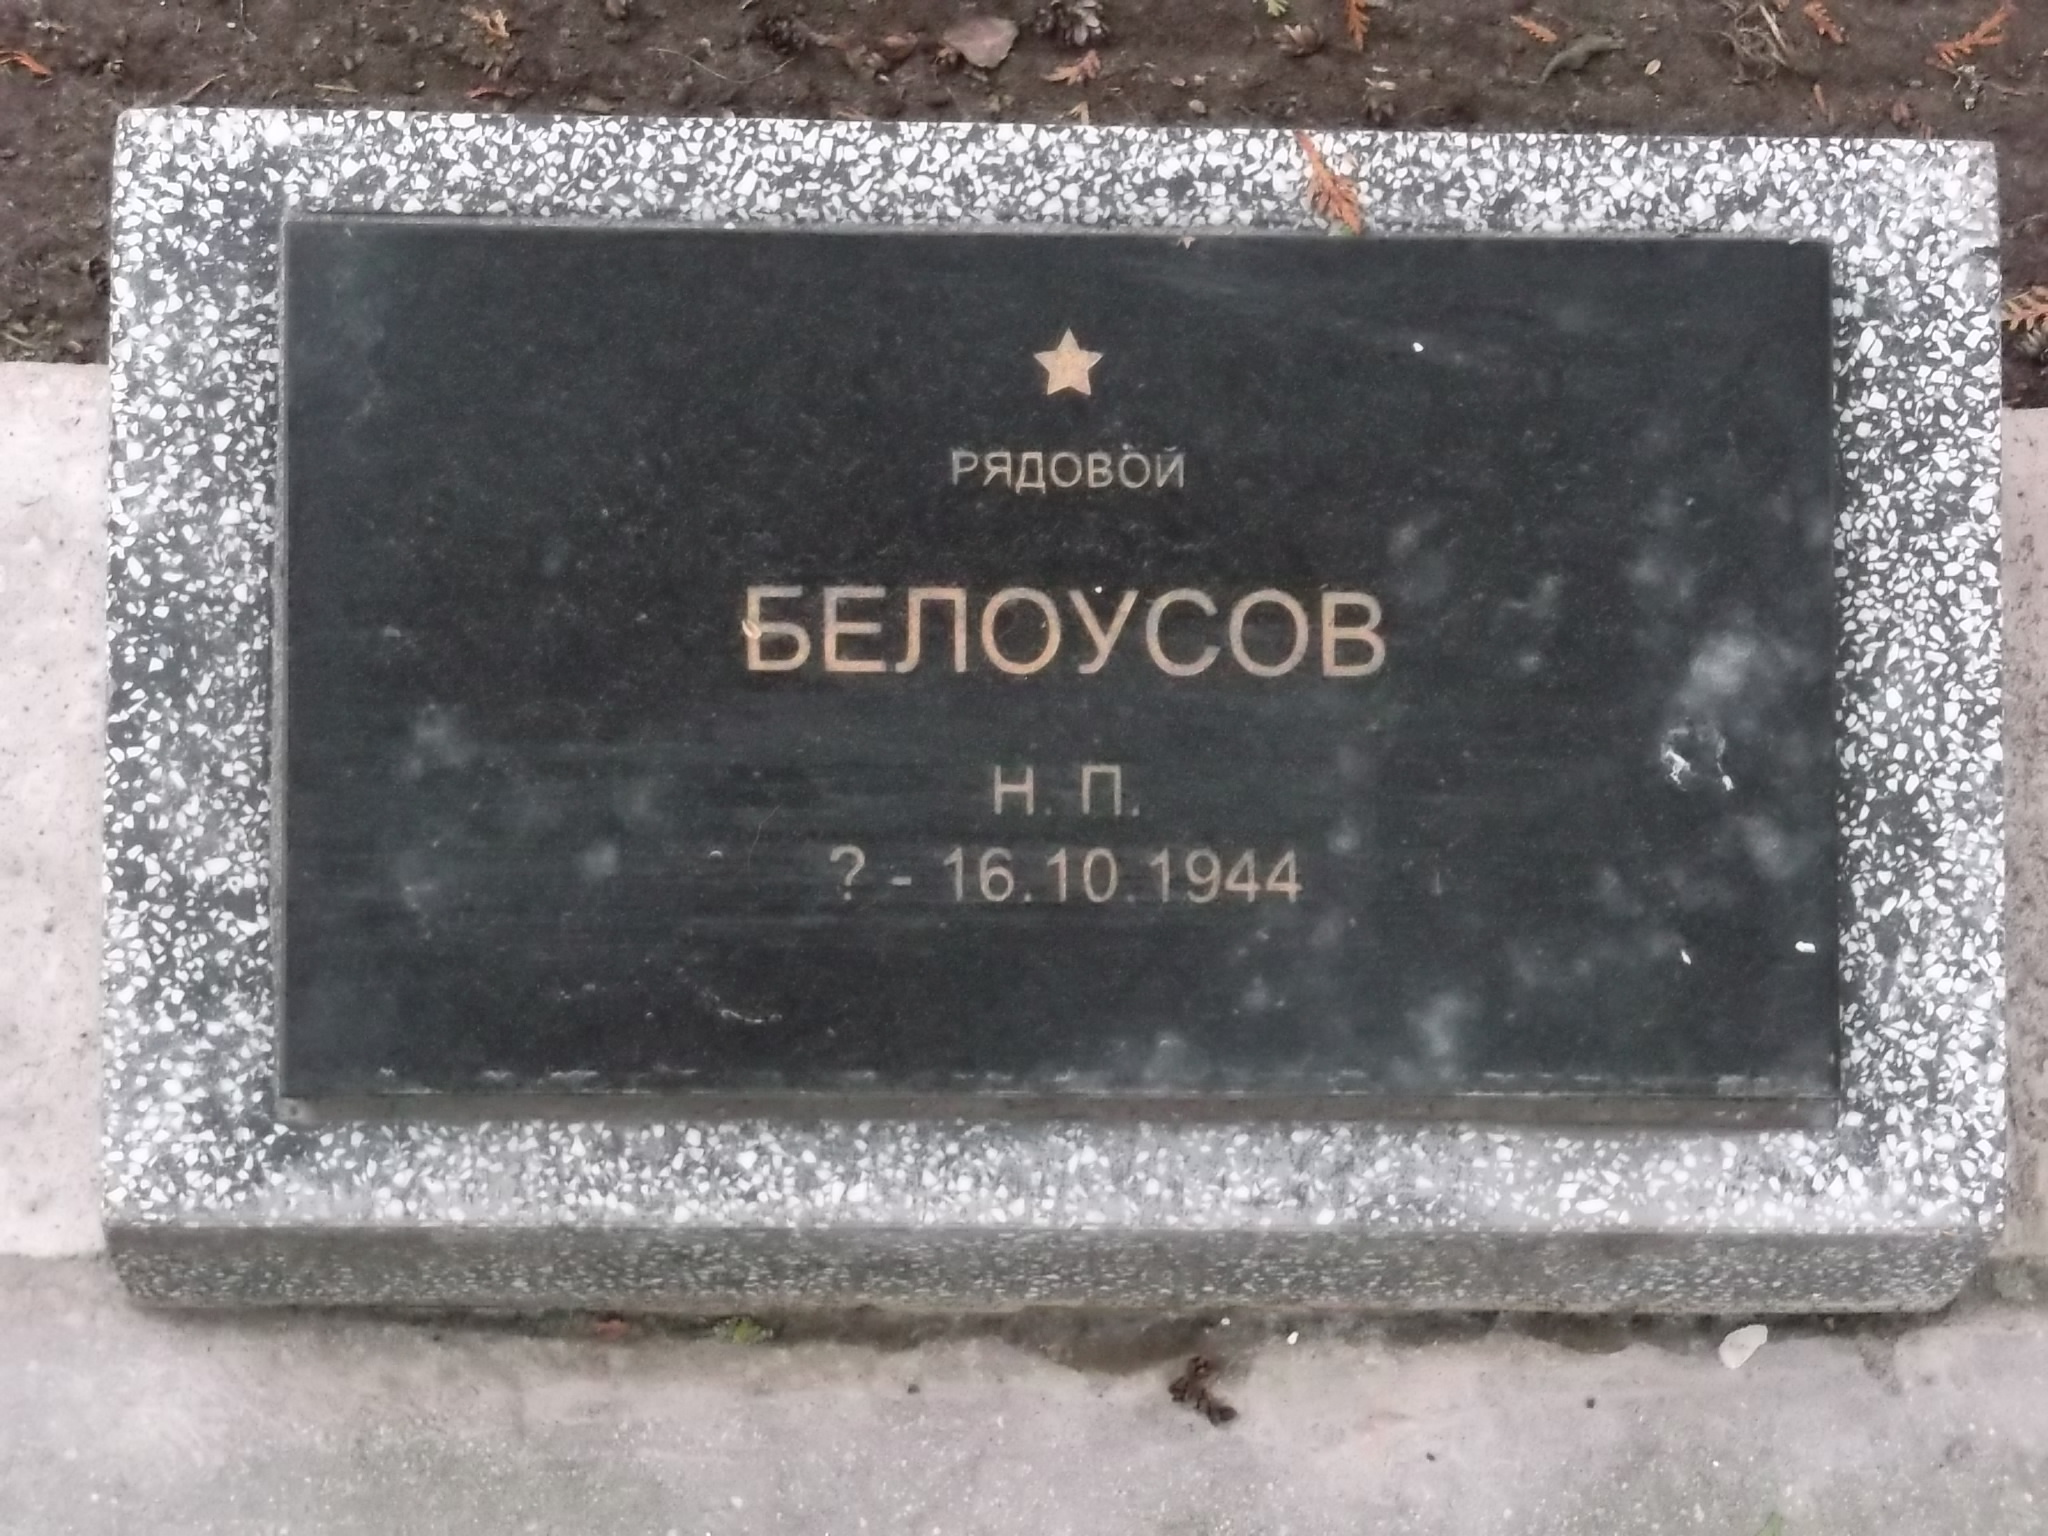 РЯДОВОЙ
БЕЛОУСОВ
Н. П.
? - 16.10.1944